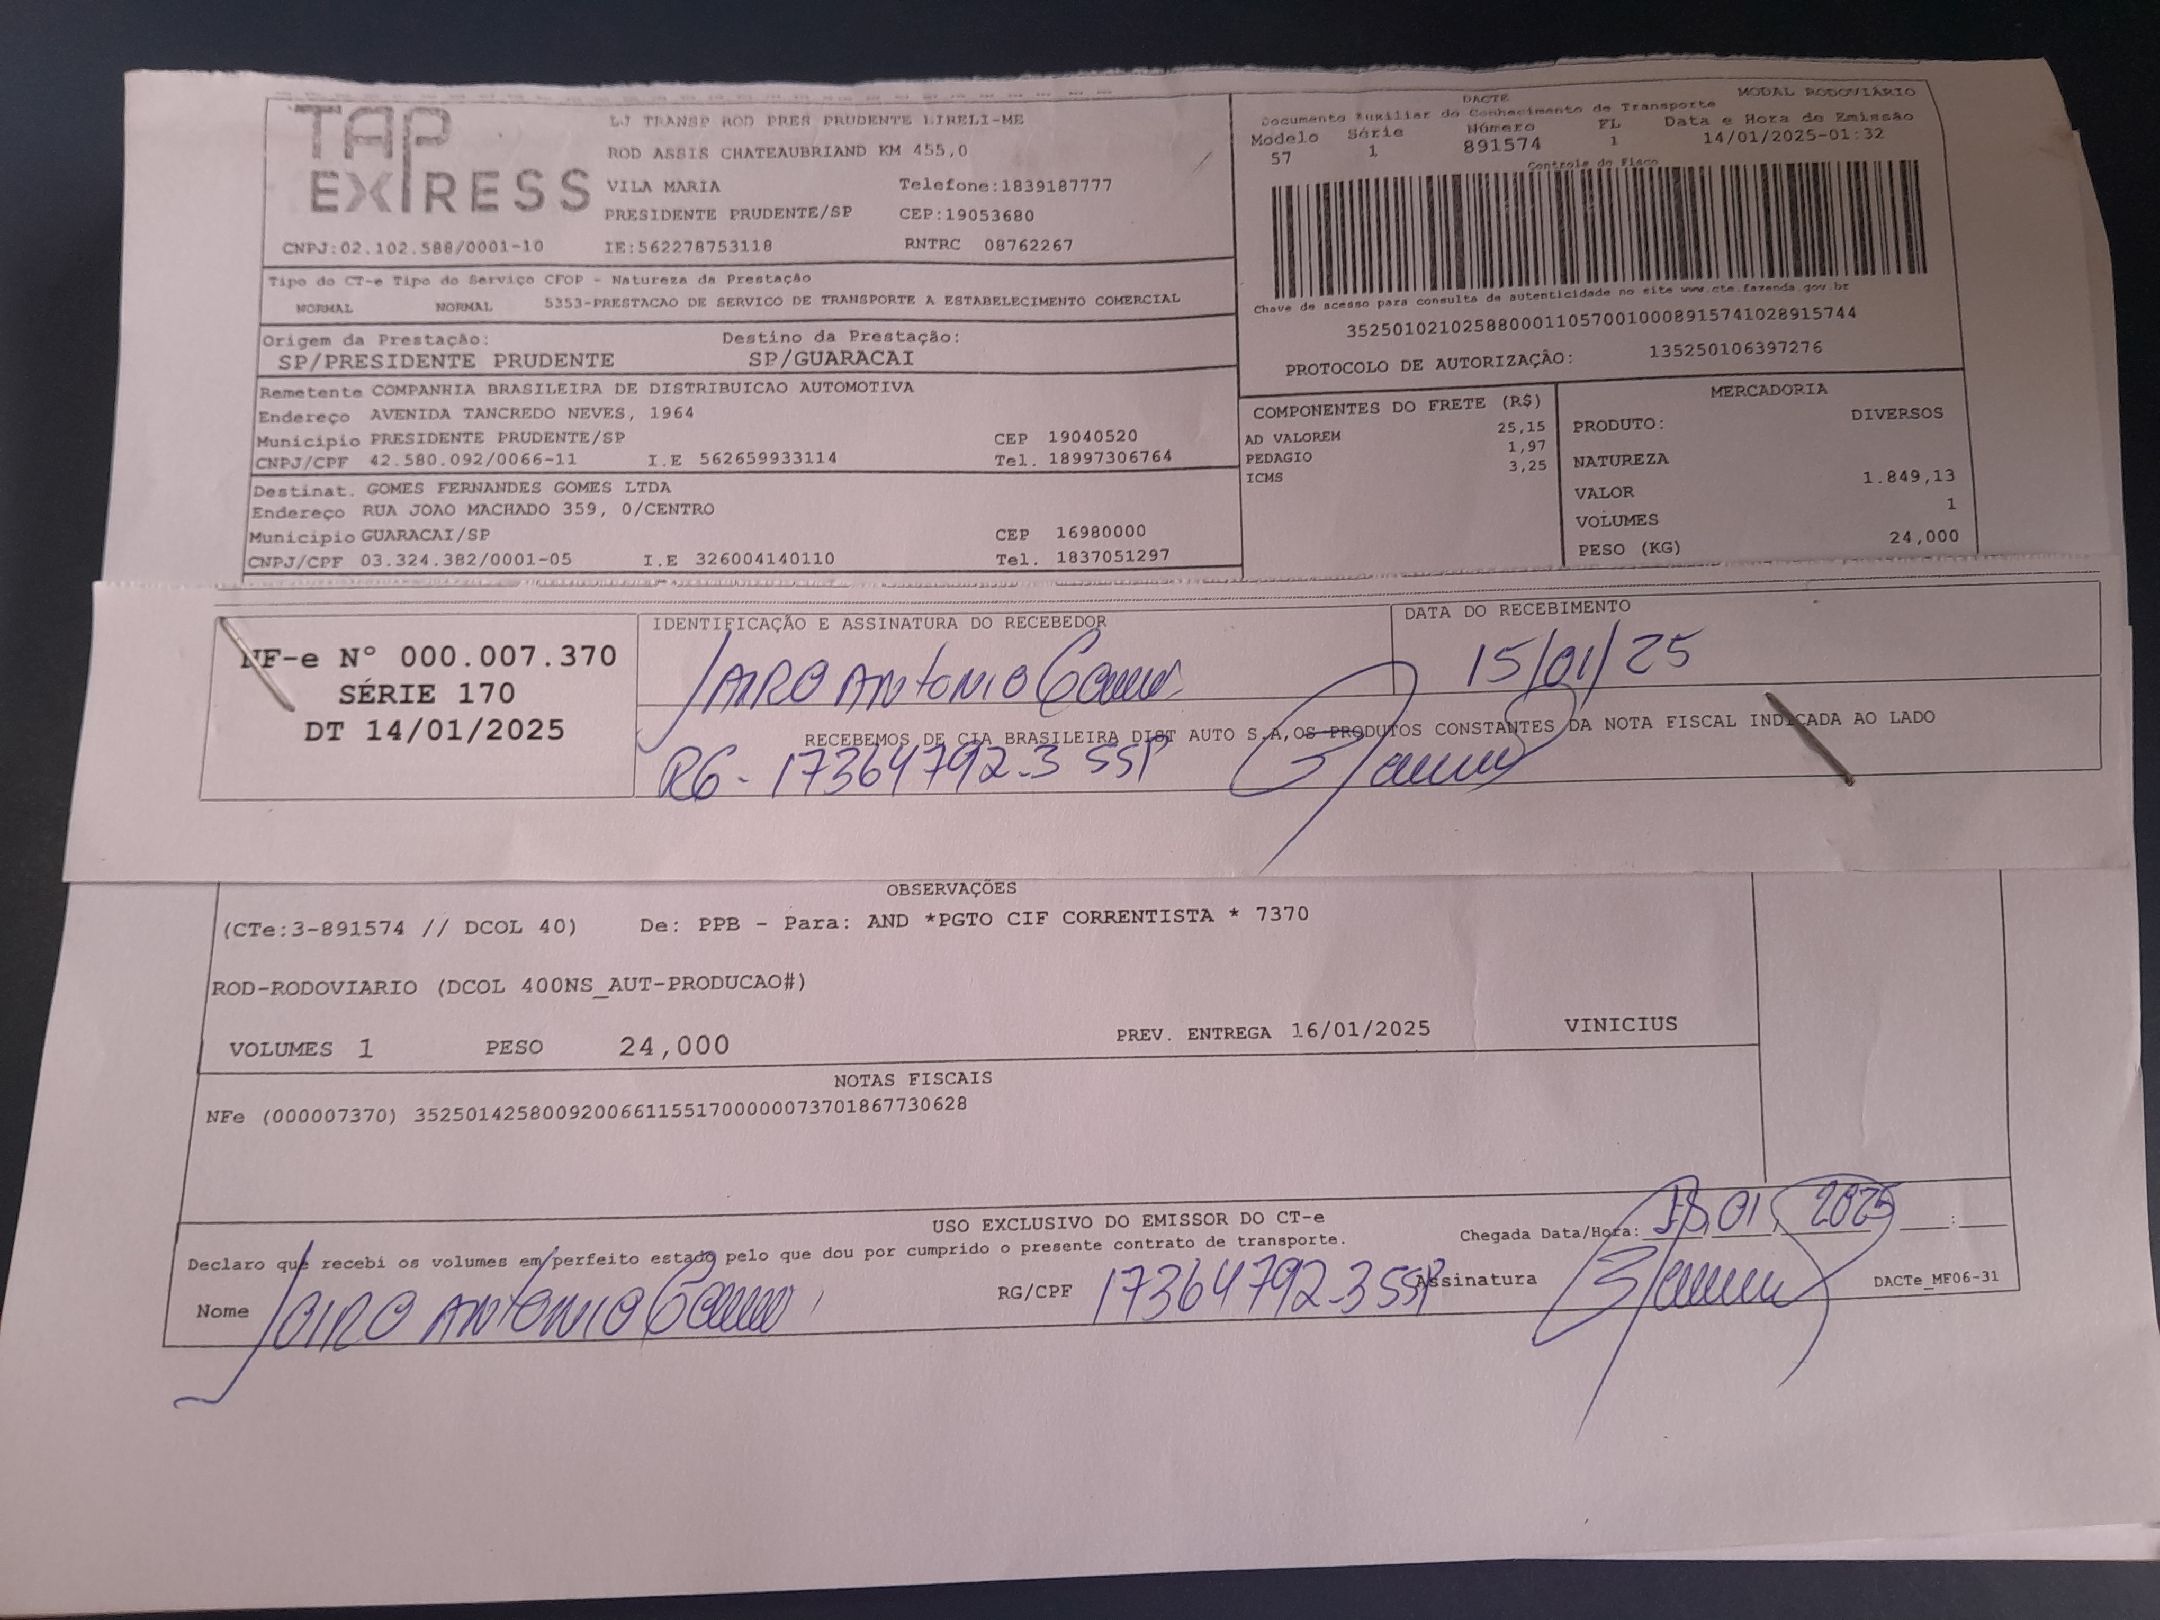 TAP EXPRESS
LJ TRANSP ROD PRES PRUDENTE EIRELI-ME
ROD ASSIS CHATEAUBRIAND KM 455,0
VILA MARIA Telefone:1839187777
PRESIDENTE PRUDENTE/SP CEP:19053680
CNPJ:02.102.588/0001-10 IE:562278753118 RNTRC 08762267
DACTE MODAL RODOVIÁRIO
Documento Auxiliar do Conhecimento de Transporte
Modelo Série Número FL Data e Hora de Emissão
57 1 891574 1 14/01/2025-01:32
Controle do Fisco
Chave de acesso para consulta de autenticidade no site www.cte.fazenda.gov.br
35250102102588000110570010008915741028915744
PROTOCOLO DE AUTORIZAÇÃO: 135250106397276
Tipo do CT-e Tipo do Serviço CFOP - Natureza da Prestação
NORMAL NORMAL 5353-PRESTACAO DE SERVICO DE TRANSPORTE A ESTABELECIMENTO COMERCIAL
Origem da Prestação: Destino da Prestação:
SP/PRESIDENTE PRUDENTE SP/GUARACAI
Remetente COMPANHIA BRASILEIRA DE DISTRIBUICAO AUTOMOTIVA
Endereço AVENIDA TANCREDO NEVES, 1964
Municipio PRESIDENTE PRUDENTE/SP CEP 19040520
CNPJ/CPF 42.580.092/0066-11 I.E 562659933114 Tel. 18997306764
Destinat. GOMES FERNANDES GOMES LTDA
Endereço RUA JOAO MACHADO 359, 0/CENTRO
Municipio GUARACAI/SP CEP 16980000
CNPJ/CPF 03.324.382/0001-05 I.E 326004140110 Tel. 1837051297
COMPONENTES DO FRETE (R$)
AD VALOREM 25,15
PEDAGIO 1,97
ICMS 3,25
MERCADORIA
PRODUTO: DIVERSOS
NATUREZA
VALOR 1.849,13
VOLUMES 1
PESO (KG) 24,000
NF-e Nº 000.007.370
SÉRIE 170
DT 14/01/2025
IDENTIFICAÇÃO E ASSINATURA DO RECEBEDOR
JAIRO ANTONIO
DATA DO RECEBIMENTO
15/01/25
RECEBEMOS DE CIA BRASILEIRA DIST AUTO S.A,OS PRODUTOS CONSTANTES DA NOTA FISCAL INDICADA AO LADO
RG - 17364792-3 SSP
OBSERVAÇÕES
(CTe:3-891574 // DCOL 40) De: PPB - Para: AND *PGTO CIF CORRENTISTA * 7370
ROD-RODOVIARIO (DCOL 400NS_AUT-PRODUCAO#)
VOLUMES 1 PESO 24,000 PREV. ENTREGA 16/01/2025 VINICIUS
NOTAS FISCAIS
NFe (000007370) 35250142580092006611551700000073701867730628
USO EXCLUSIVO DO EMISSOR DO CT-e
Declaro que recebi os volumes em perfeito estado pelo que dou por cumprido o presente contrato de transporte.
Chegada Data/Hora: 15,01, 2025 ___:___
Nome JAIRO ANTONIO RG/CPF 17364792-3 SSP Assinatura DACTe_MF06-31